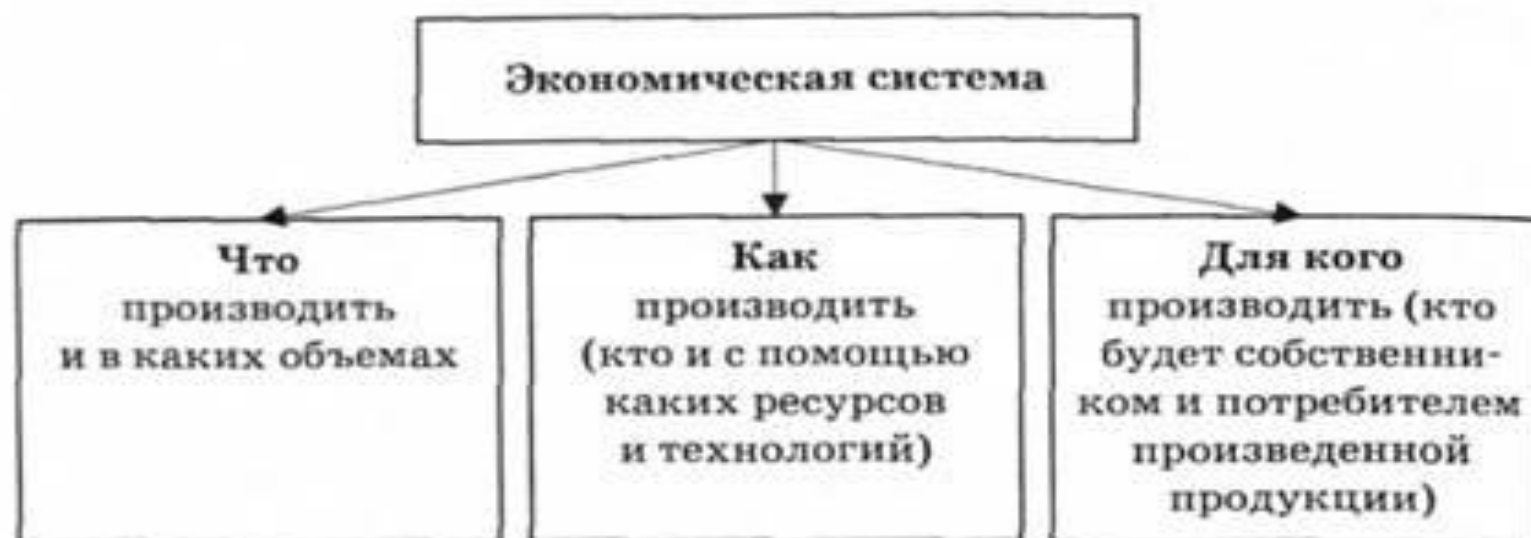 Экономическая система
Что
производить
и в каких объемах
Как
производить
(кто и с помощью
каких ресурсов
и технологий)
Для кого
производить (кто
будет собственни-
ком и потребителем
произведенной
продукции)